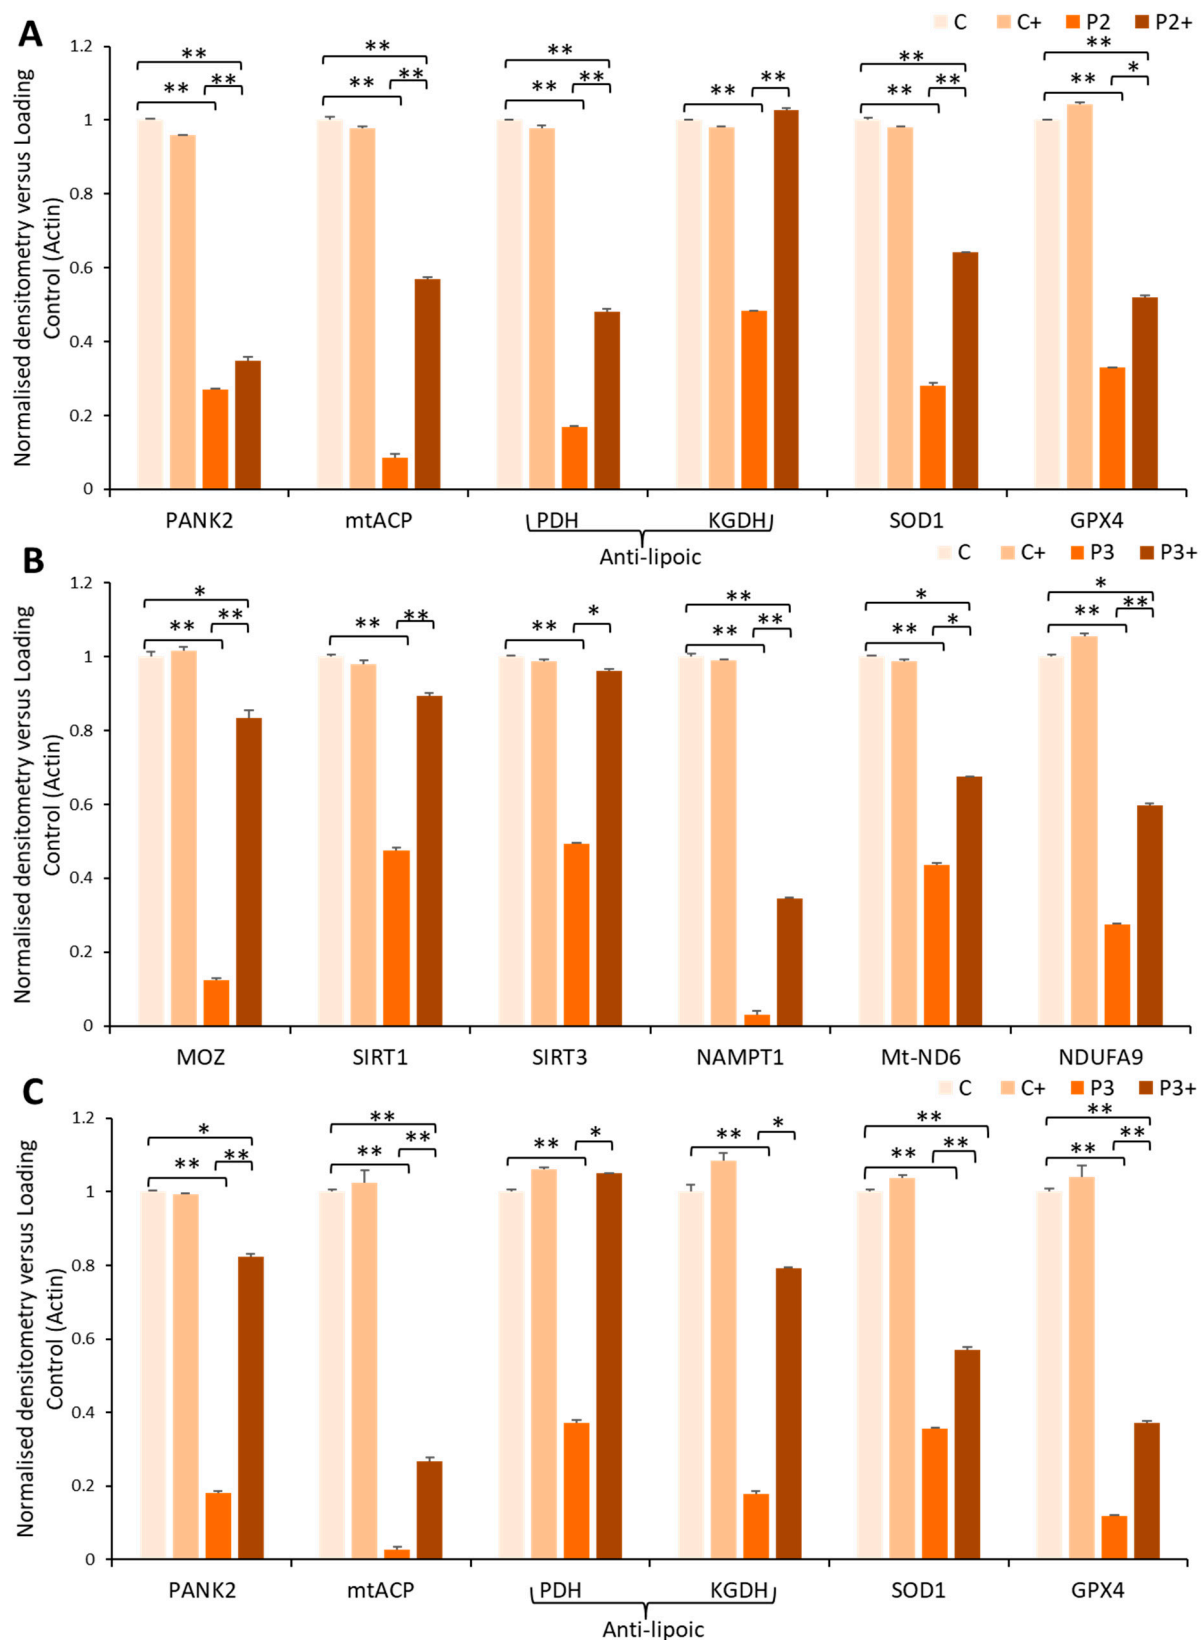 A
C C+ P2 P2+
Normalised densitometry versus Loading
Control (Actin)
1.2
1
0.8
0.6
0.4
0.2
0
** ** **
** ** **
** ** **
** **
** ** **
** ** *
PANK2 mtACP PDH KGDH SOD1 GPX4
Anti-lipoic
B
C C+ P3 P3+
Normalised densitometry versus Loading
Control (Actin)
1.2
1
0.8
0.6
0.4
0.2
0
* ** **
** **
** *
** ** **
* ** *
* ** **
MOZ SIRT1 SIRT3 NAMPT1 Mt-ND6 NDUFA9
C
C C+ P3 P3+
Normalised densitometry versus Loading
Control (Actin)
1.2
1
0.8
0.6
0.4
0.2
0
* ** **
** ** **
** *
** *
** ** **
** ** **
PANK2 mtACP PDH KGDH SOD1 GPX4
Anti-lipoic